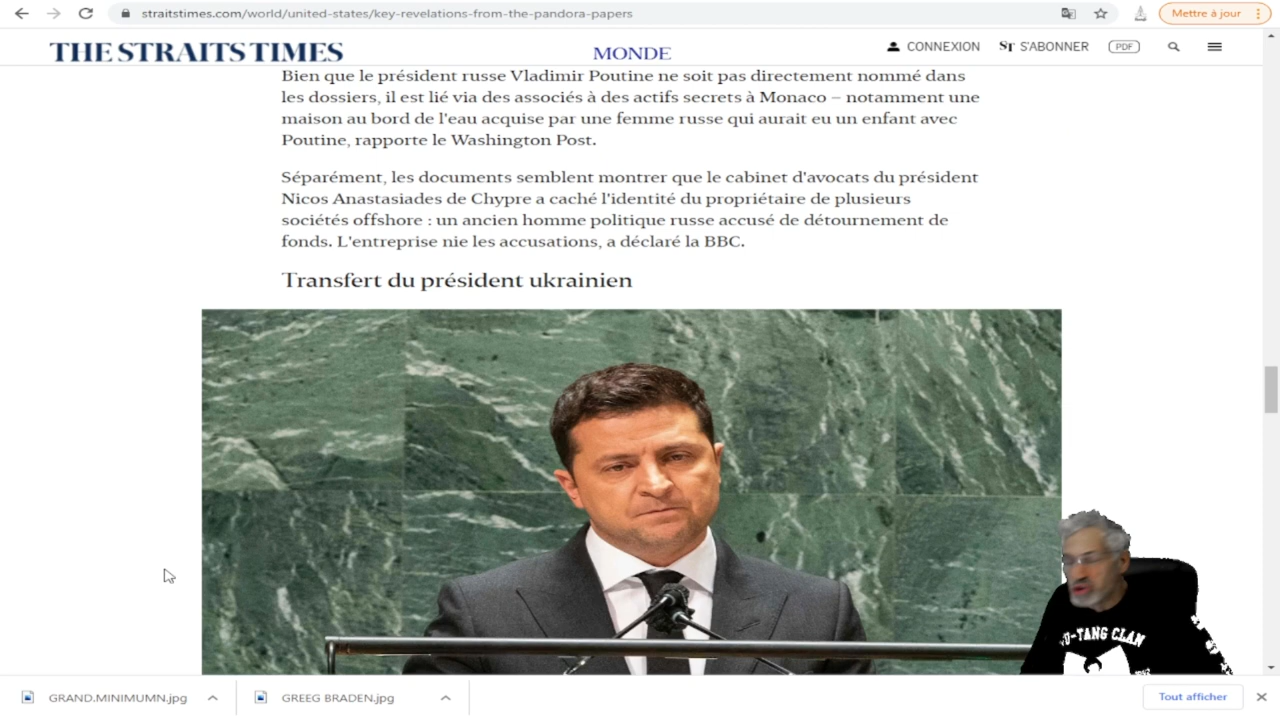 straitstimes.com/world/united-states/key-revelations-from-the-pandora-papers
Mettre à jour
THE STRAITS TIMES
MONDE
CONNEXION
ST S'ABONNER
PDF
Bien que le président russe Vladimir Poutine ne soit pas directement nommé dans
les dossiers, il est lié via des associés à des actifs secrets à Monaco – notamment une
maison au bord de l'eau acquise par une femme russe qui aurait eu un enfant avec
Poutine, rapporte le Washington Post.
Séparément, les documents semblent montrer que le cabinet d'avocats du président
Nicos Anastasiades de Chypre a caché l'identité du propriétaire de plusieurs
sociétés offshore : un ancien homme politique russe accusé de détournement de
fonds. L'entreprise nie les accusations, a déclaré la BBC.
Transfert du président ukrainien
U-TANG CLAN
GRAND.MINIMUMN.jpg
GREEG BRADEN.jpg
Tout afficher